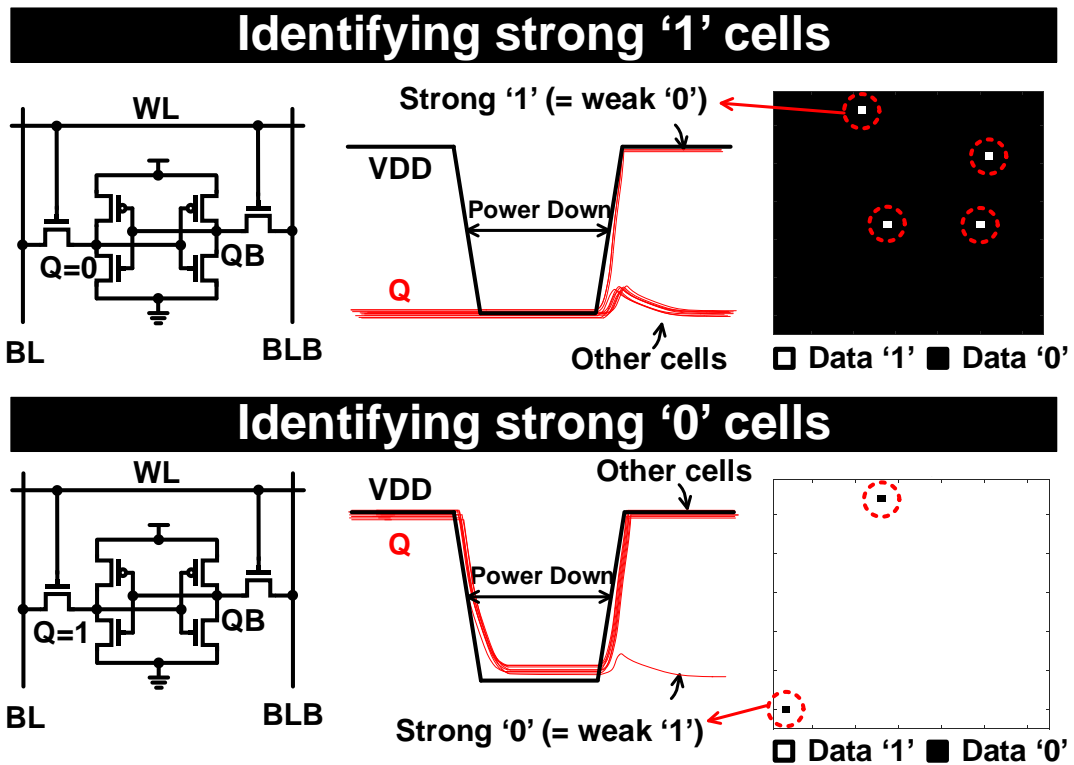 Identifying strong ‘1’ cells
WL
Q=0
QB
BL
BLB
Strong ‘1’ (= weak ‘0’)
VDD
Power Down
Q
Other cells
Data ‘1’ Data ‘0’
Identifying strong ‘0’ cells
WL
Q=1
QB
BL
BLB
Other cells
VDD
Q
Power Down
Strong ‘0’ (= weak ‘1’)
Data ‘1’ Data ‘0’